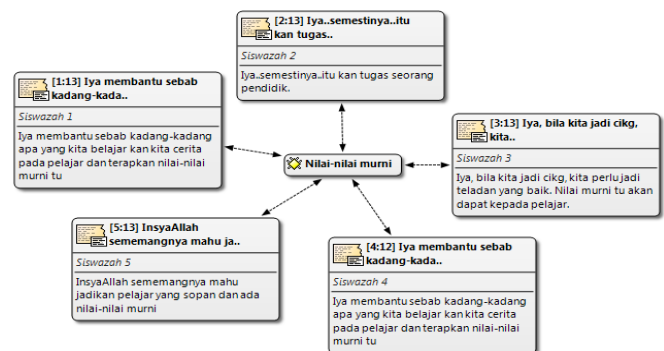 [2:13] Iya..semestinya..itu
kan tugas..
Siswazah 2
Iya..semestinya..itu kan tugas seorang
pendidik.
[1:13] Iya membantu sebab
kadang-kada..
Siswazah 1
Iya membantu sebab kadang-kadang
apa yang kita belajar kan kita cerita
pada pelajar dan terapkan nilai-nilai
murni tu
[3:13] Iya, bila kita jadi cikg,
kita..
Siswazah 3
Iya, bila kita jadi cikg, kita perlu jadi
teladan yang baik. Nilai murni tu akan
dapat kepada pelajar.
Nilai-nilai murni
[5:13] InsyaAllah
sememangnya mahu ja..
Siswazah 5
InsyaAllah sememangnya mahu
jadikan pelajar yang sopan dan ada
nilai-nilai murni
[4:12] Iya membantu sebab
kadang-kada..
Siswazah 4
Iya membantu sebab kadang-kadang
apa yang kita belajar kan kita cerita
pada pelajar dan terapkan nilai-nilai
murni tu